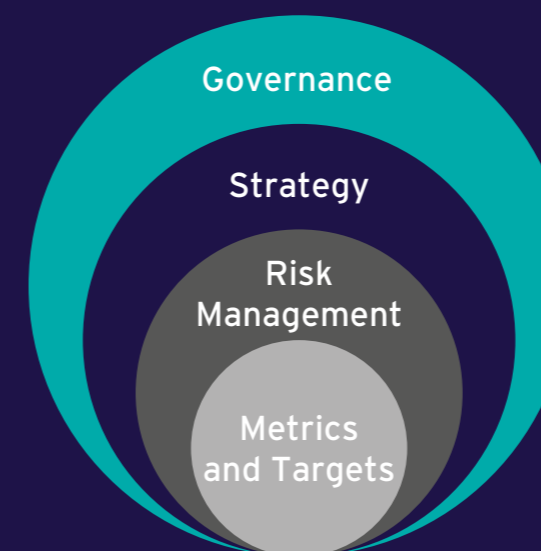 Governance
Strategy
Risk
Management
Metrics
and Targets